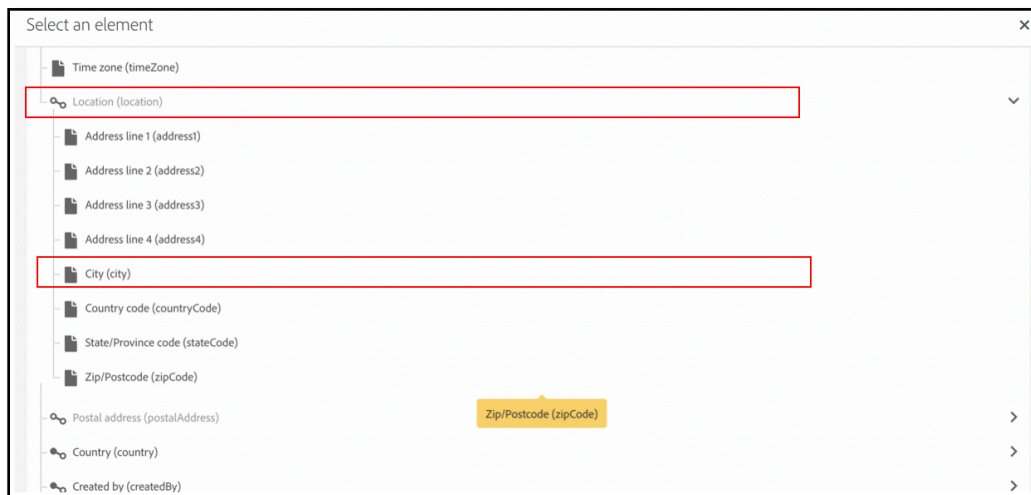 Select an element
Time zone (timeZone)
Location (location)
Address line 1 (address1)
Address line 2 (address2)
Address line 3 (address3)
Address line 4 (address4)
City (city)
Country code (countryCode)
State/Province code (stateCode)
Zip/Postcode (zipCode)
Zip/Postcode (zipCode)
Postal address (postalAddress)
Country (country)
Created by (createdBy)